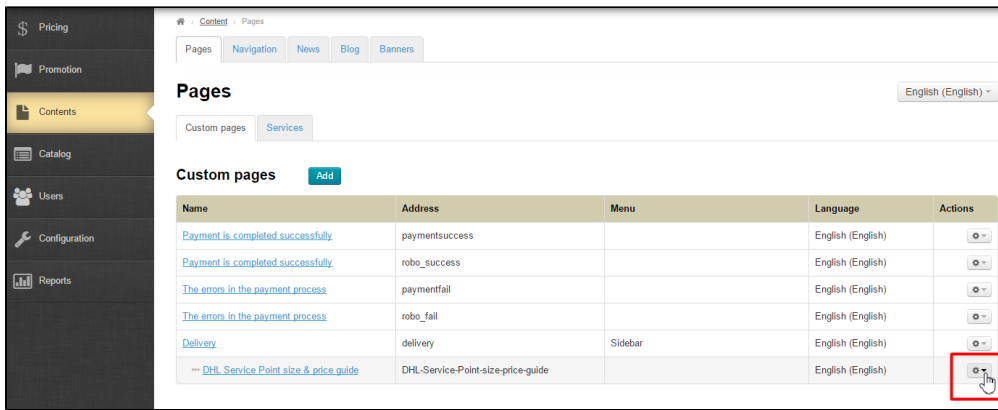 Pricing
Promotion
Contents
Catalog
Users
Configuration
Reports
Content Pages
Pages Navigation News Blog Banners
Pages
English (English)
Custom pages Services
Custom pages Add
Name Address Menu Language Actions
Payment is completed successfully paymentsuccess English (English)
Payment is completed successfully robo_success English (English)
The errors in the payment process paymentfail English (English)
The errors in the payment process robo_fail English (English)
Delivery delivery Sidebar English (English)
DHL Service Point size & price guide DHL-Service-Point-size-price-guide English (English)